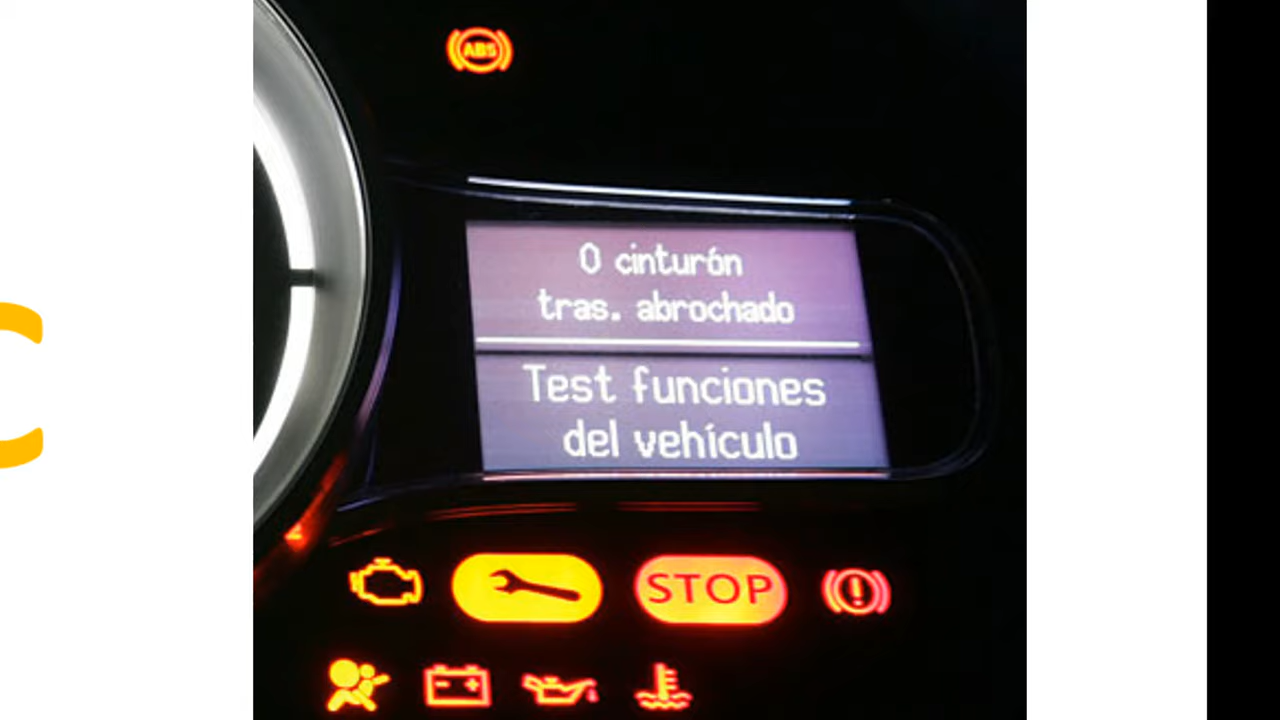 ABS
0 cinturón
tras. abrochado
Test funciones
del vehículo
STOP